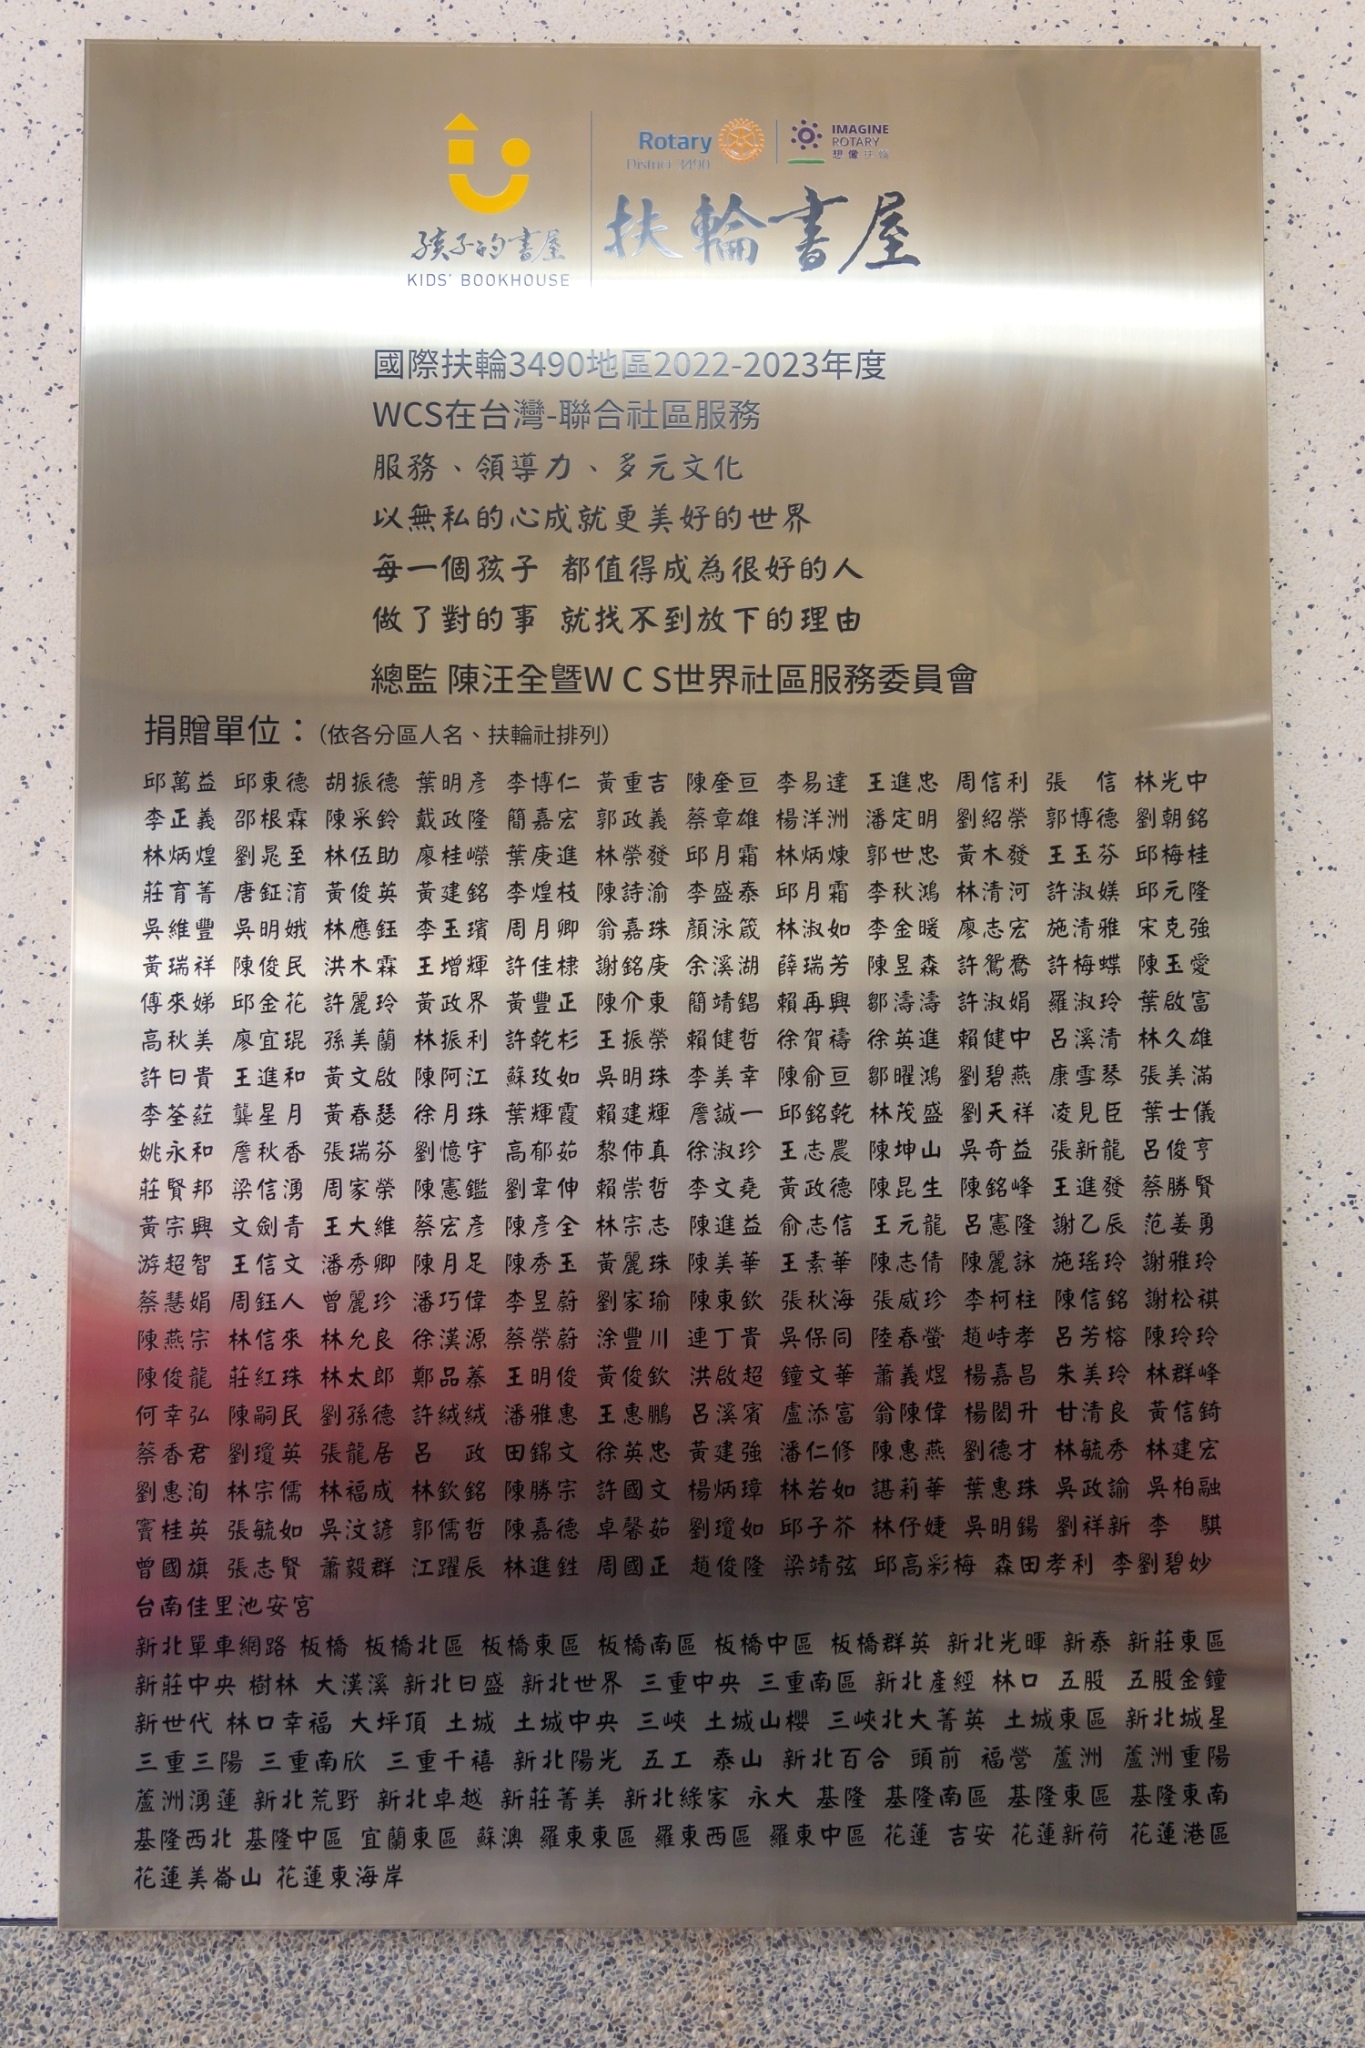 Rotary
District 3490
IMAGINE
ROTARY
想像扶輪
孩子的書屋
KIDS' BOOKHOUSE
扶輪書屋
國際扶輪3490地區2022-2023年度
WCS在台灣-聯合社區服務
服務、領導力、多元文化
以無私的心成就更美好的世界
每一個孩子 都值得成為很好的人
做了對的事 就找不到放下的理由
總監 陳汪全暨WCS世界社區服務委員會
捐贈單位：(依各分區人名、扶輪社排列)
邱萬益 邱東德 胡振德 葉明彥 李博仁 黃重吉 陳奎亘 李易達 王進忠 周信利 張 信 林光中
李正義 邵根霖 陳采鈴 戴政隆 簡嘉宏 郭政義 蔡章雄 楊洋洲 潘定明 劉紹榮 郭博德 劉朝銘
林炳煌 劉晁至 林伍助 廖桂嶸 葉庚進 林榮發 邱月霜 林炳煉 郭世忠 黃木發 王玉芬 邱梅桂
莊育菁 唐鉦淯 黃俊英 黃建銘 李煌枝 陳詩渝 李盛泰 邱月霜 李秋鴻 林清河 許淑媄 邱元隆
吳維豐 吳明娥 林應鈺 李玉璸 周月卿 翁嘉珠 顏泳箴 林淑如 李金暖 廖志宏 施清雅 宋克強
黃瑞祥 陳俊民 洪木霖 王增輝 許佳棣 謝銘庚 余溪湖 薛瑞芳 陳昱森 許鴛鴦 許梅蝶 陳玉愛
傅來娣 邱金花 許麗玲 黃政界 黃豐正 陳介東 簡靖錩 賴再興 鄒濤濤 許淑娟 羅淑玲 葉啟富
高秋美 廖宜琨 孫美蘭 林振利 許乾杉 王振榮 賴健哲 徐賀禱 徐英進 賴健中 呂溪清 林久雄
許日貴 王進和 黃文啟 陳阿江 蘇玫如 吳明珠 李美幸 陳俞亘 鄒曜鴻 劉碧燕 康雪琴 張美滿
李荃葒 龔星月 黃春瑟 徐月珠 葉輝霞 賴建輝 詹誠一 邱銘乾 林茂盛 劉天祥 凌見臣 葉士儀
姚永和 詹秋香 張瑞芬 劉憶宇 高郁茹 黎伂真 徐淑珍 王志農 陳坤山 吳奇益 張新龍 呂俊亨
莊賢邦 梁信湧 周家榮 陳憲鑑 劉韋伸 賴崇哲 李文堯 黃政德 陳昆生 陳銘峰 王進發 蔡勝賢
黃宗興 文劍青 王大維 蔡宏彥 陳彥全 林宗志 陳進益 俞志信 王元龍 呂憲隆 謝乙辰 范姜勇
游超智 王信文 潘秀卿 陳月足 陳秀玉 黃麗珠 陳美華 王素華 陳志倩 陳麗詠 施瑤玲 謝雅玲
蔡慧娟 周鈺人 曾麗珍 潘巧偉 李昱蔚 劉家瑜 陳東欽 張秋海 張威珍 李柯柱 陳信銘 謝松祺
陳燕宗 林信來 林允良 徐漢源 蔡榮蔚 涂豐川 連丁貴 吳保同 陸春螢 趙峙孝 呂芳榕 陳玲玲
陳俊龍 莊紅珠 林太郎 鄭品蓁 王明俊 黃俊欽 洪啟超 鐘文華 蕭義煜 楊嘉昌 朱美玲 林群峰
何幸弘 陳嗣民 劉孫德 許絨絨 潘雅惠 王惠鵬 呂溪賓 盧添富 翁陳偉 楊閎升 甘清良 黃信錡
蔡香君 劉瓊英 張龍居 呂 政 田錦文 徐英忠 黃建強 潘仁修 陳惠燕 劉德才 林毓秀 林建宏
劉惠洵 林宗儒 林福成 林欽銘 陳勝宗 許國文 楊炳璋 林若如 諶莉華 葉惠珠 吳政諭 吳柏融
竇桂英 張毓如 吳汶諺 郭儒哲 陳嘉德 卓馨茹 劉瓊如 邱子芥 林伃婕 吳明錫 劉祥新 李 騏
曾國旗 張志賢 蕭毅群 江躍辰 林進鉎 周國正 趙俊隆 梁靖弦 邱高彩梅 森田孝利 李劉碧妙
台南佳里池安宮
新北單車網路 板橋 板橋北區 板橋東區 板橋南區 板橋中區 板橋群英 新北光暉 新泰 新莊東區
新莊中央 樹林 大漢溪 新北日盛 新北世界 三重中央 三重南區 新北產經 林口 五股 五股金鐘
新世代 林口幸福 大坪頂 土城 土城中央 三峽 土城山櫻 三峽北大菁英 土城東區 新北城星
三重三陽 三重南欣 三重千禧 新北陽光 五工 泰山 新北百合 頭前 福營 蘆洲 蘆洲重陽
蘆洲湧蓮 新北荒野 新北卓越 新莊菁美 新北綠家 永大 基隆 基隆南區 基隆東區 基隆東南
基隆西北 基隆中區 宜蘭東區 蘇澳 羅東東區 羅東西區 羅東中區 花蓮 吉安 花蓮新荷 花蓮港區
花蓮美崙山 花蓮東海岸